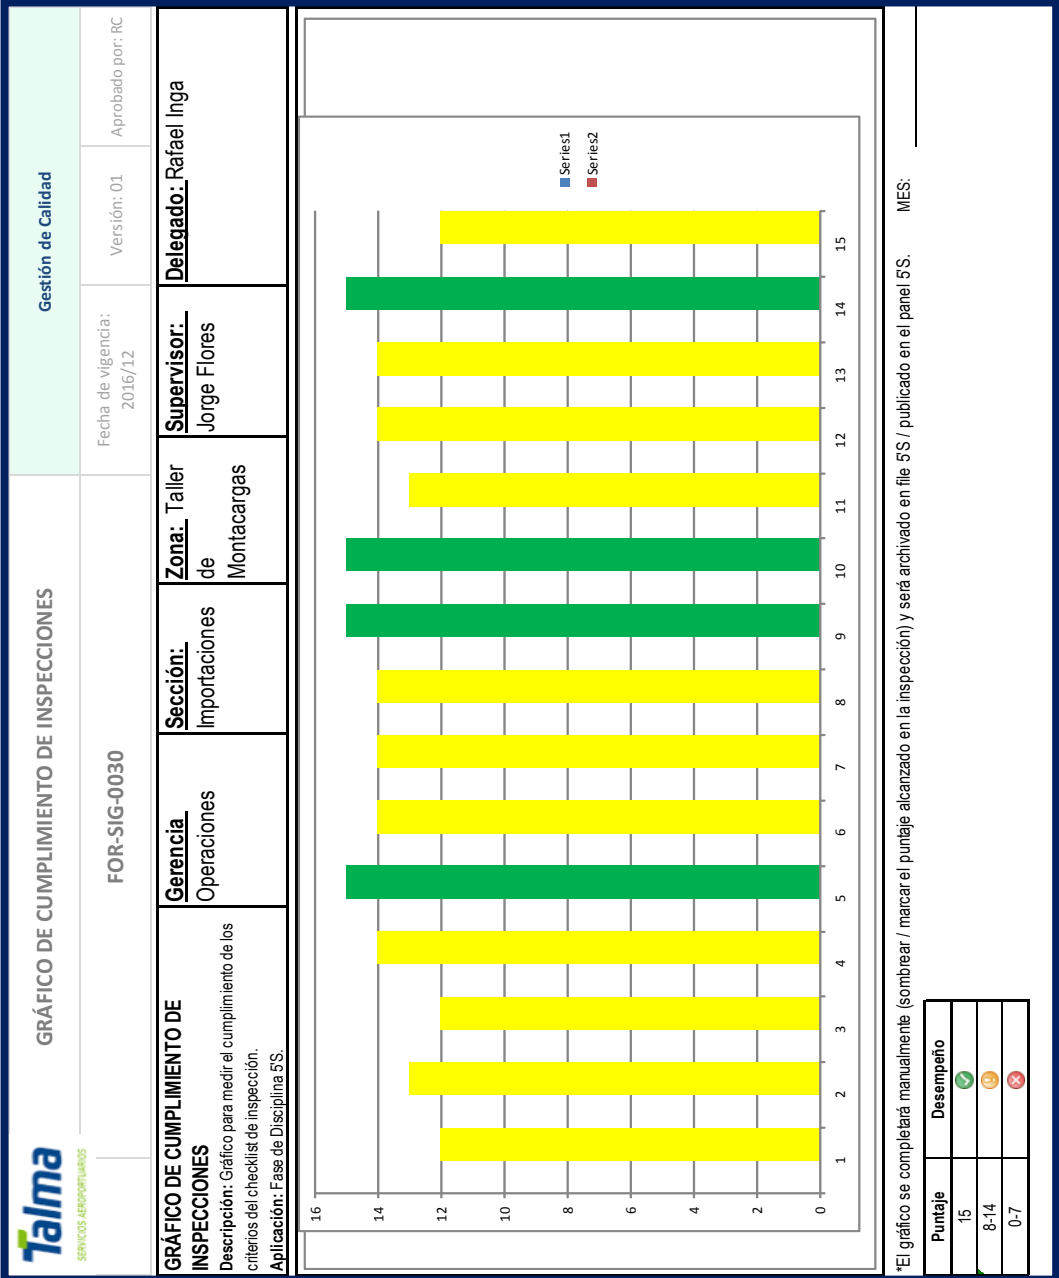 Talma
SERVICIOS AEROPORTUARIOS
GRÁFICO DE CUMPLIMIENTO DE INSPECCIONES
Gestión de Calidad
FOR-SIG-0030
Fecha de vigencia:
2016/12
Versión: 01
Aprobado por: RC
GRÁFICO DE CUMPLIMIENTO DE
INSPECCIONES
Descripción: Gráfico para medir el cumplimiento de los
criterios del checklist de inspección.
Aplicación: Fase de Disciplina 5'S.
Gerencia
Operaciones
Sección:
Importaciones
Zona: Taller
de
Montacargas
Supervisor:
Jorge Flores
Delegado: Rafael Inga
16
14
12
10
8
6
4
2
0
1 2 3 4 5 6 7 8 9 10 11 12 13 14 15
Series1
Series2
*El gráfico se completará manualmente (sombrear / marcar el puntaje alcanzado en la inspección) y será archivado en file 5'S / publicado en el panel 5'S. MES:
Puntaje Desempeño
15
8-14
0-7